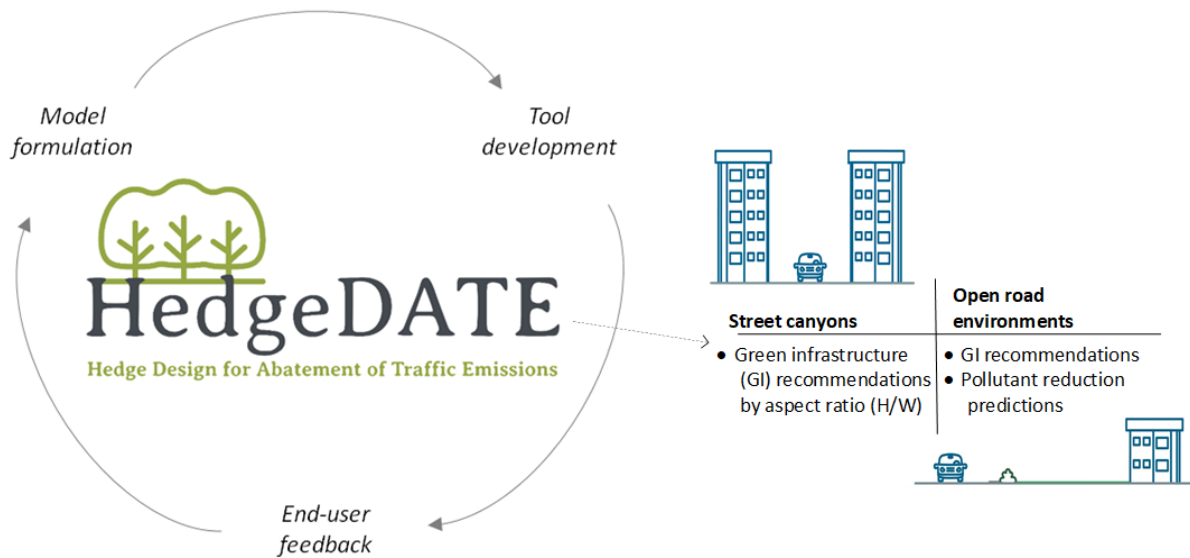 Model
formulation
Tool
development
HedgeDATE
Hedge Design for Abatement of Traffic Emissions
End-user
feedback
Street canyons
• Green infrastructure
(GI) recommendations
by aspect ratio (H/W)
Open road
environments
• GI recommendations
• Pollutant reduction
predictions